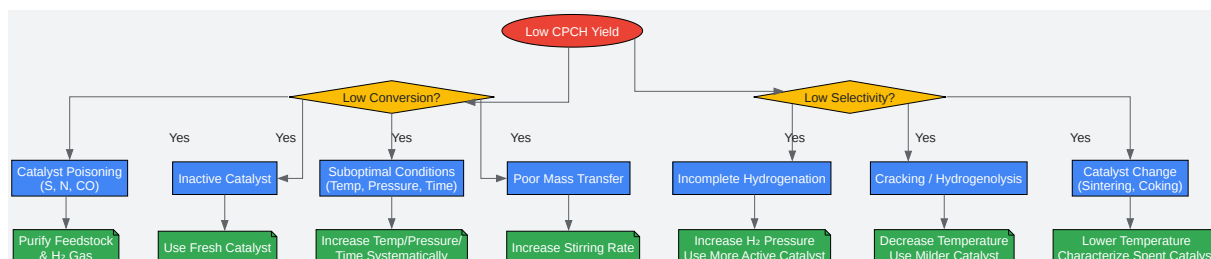 Low CPCH Yield
Low Conversion?
Low Selectivity?
Yes
Yes
Yes
Yes
Yes
Yes
Yes
Catalyst Poisoning
(S, N, CO)
Inactive Catalyst
Suboptimal Conditions
(Temp, Pressure, Time)
Poor Mass Transfer
Incomplete Hydrogenation
Cracking / Hydrogenolysis
Catalyst Change
(Sintering, Coking)
Purify Feedstock
& H₂ Gas
Use Fresh Catalyst
Increase Temp/Pressure/
Time Systematically
Increase Stirring Rate
Increase H₂ Pressure
Use More Active Catalyst
Decrease Temperature
Use Milder Catalyst
Lower Temperature
Characterize Spent Catalyst